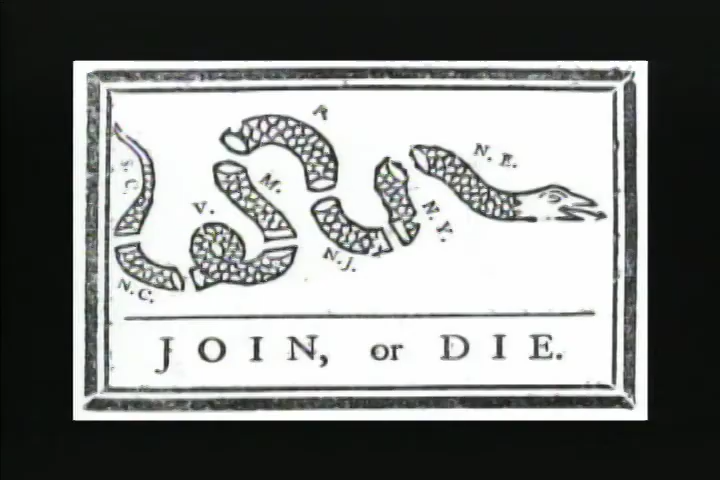 S. C.
N. C.
V.
M.
P
N. J.
N. Y.
N. E.
JOIN, or DIE.